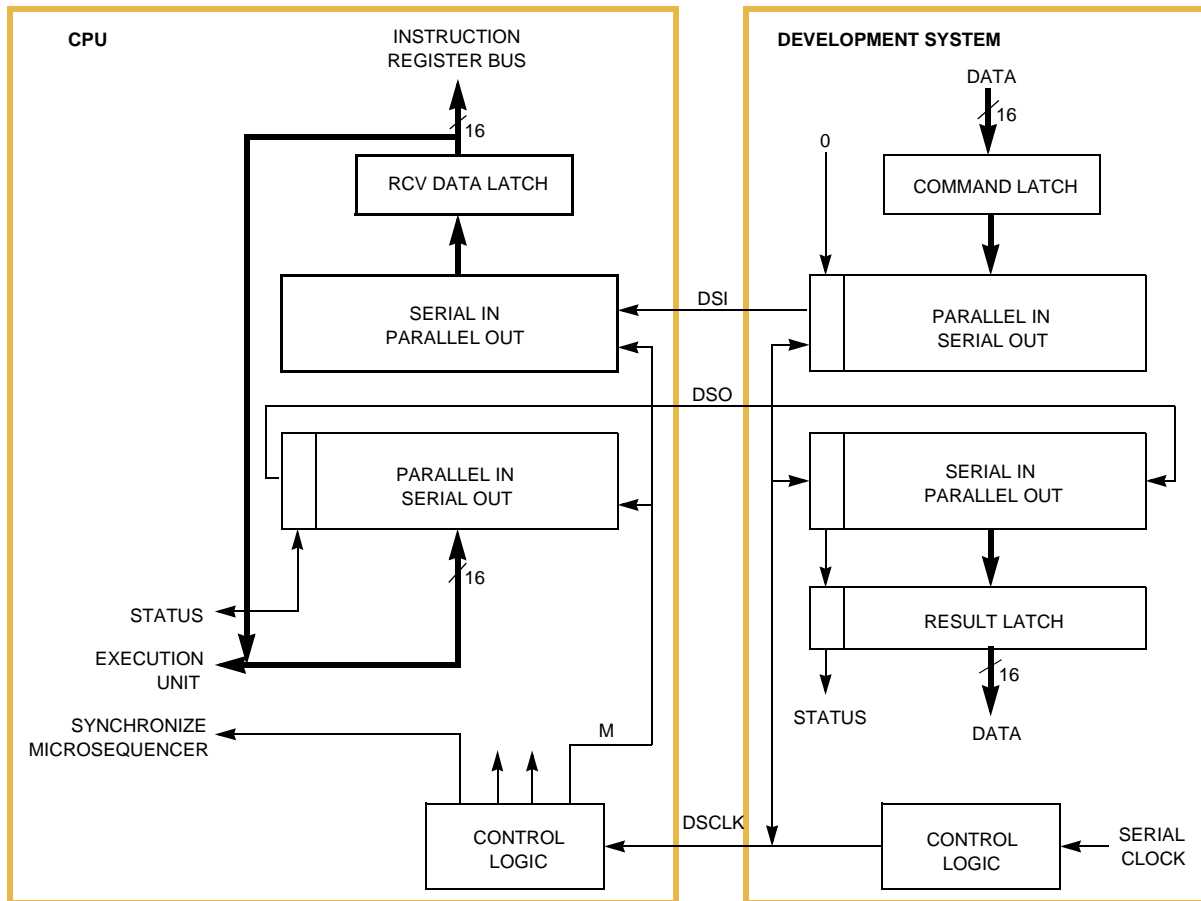 CPU
INSTRUCTION
REGISTER BUS
16
RCV DATA LATCH
SERIAL IN
PARALLEL OUT
PARALLEL IN
SERIAL OUT
16
STATUS
EXECUTION
UNIT
SYNCHRONIZE
MICROSEQUENCER
M
CONTROL
LOGIC
DSI
DSO
DSCLK
DEVELOPMENT SYSTEM
DATA
16
0
COMMAND LATCH
PARALLEL IN
SERIAL OUT
SERIAL IN
PARALLEL OUT
RESULT LATCH
16
STATUS
DATA
CONTROL
LOGIC
SERIAL
CLOCK